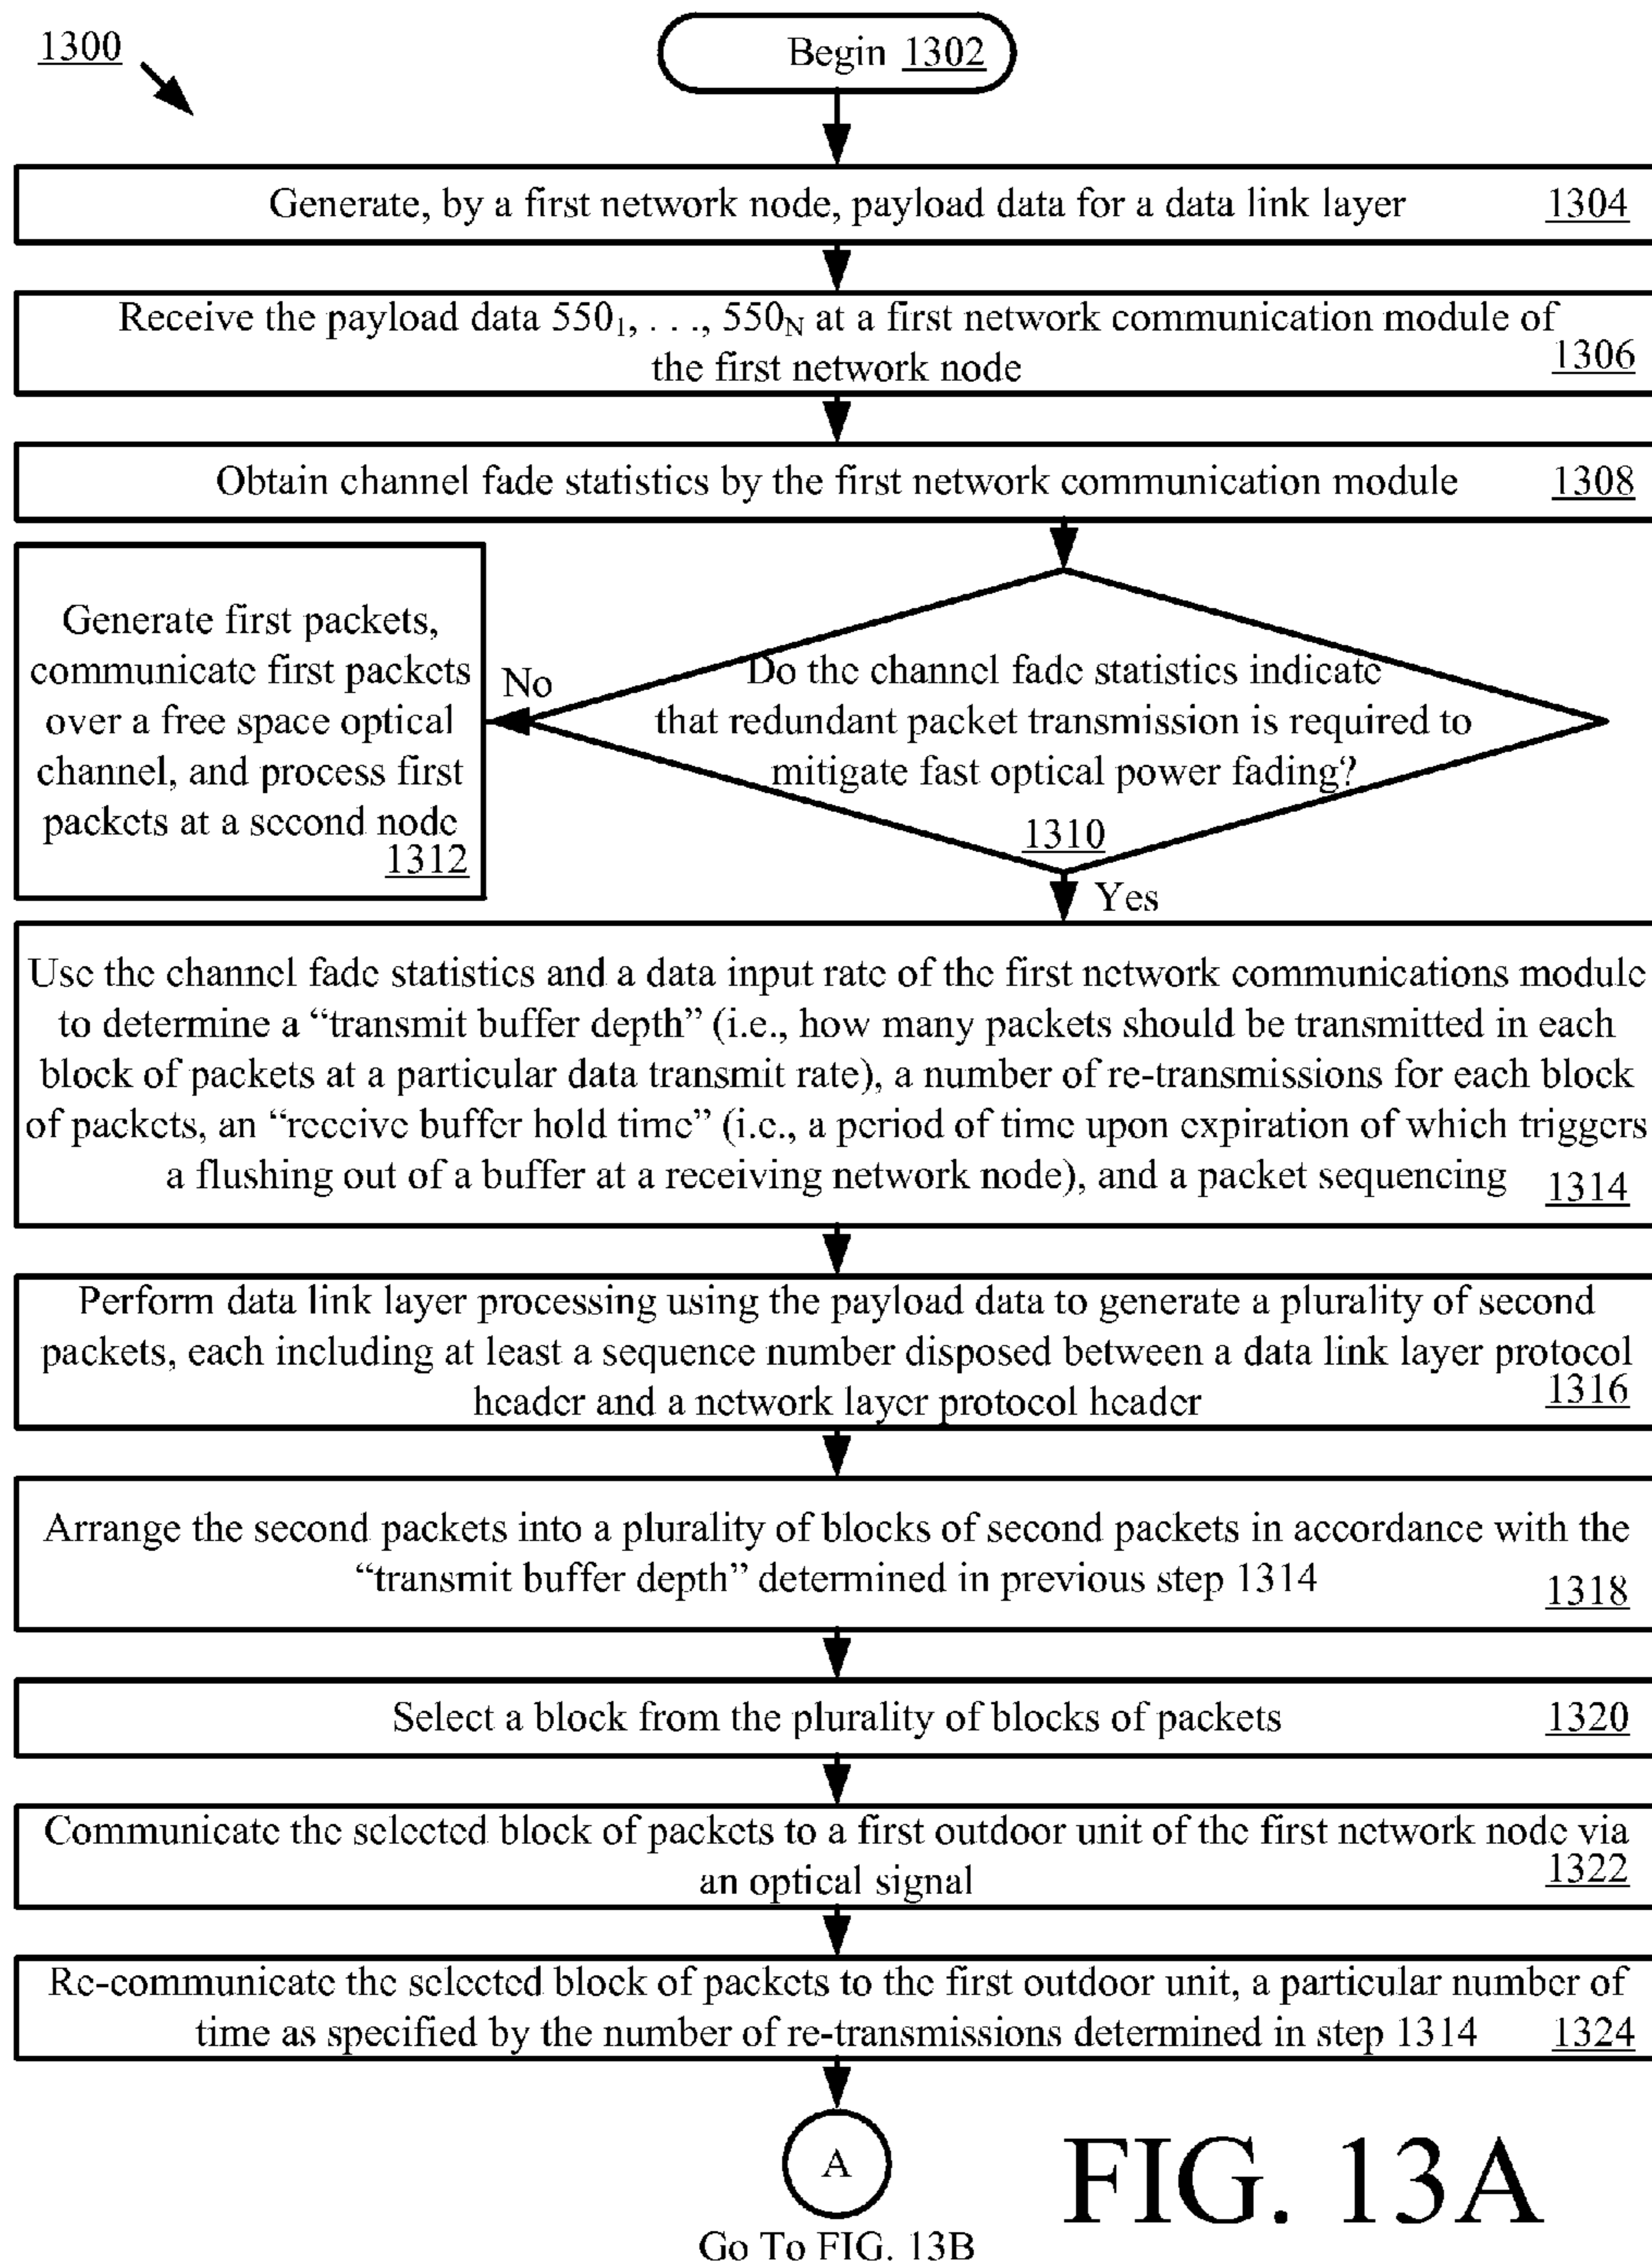 1300
Begin 1302
Generate, by a first network node, payload data for a data link layer 1304
Receive the payload data 550₁, . . ., 550N at a first network communication module of
the first network node 1306
Obtain channel fade statistics by the first network communication module 1308
Generate first packets,
communicate first packets
over a free space optical
channel, and process first
packets at a second node
1312
No
Do the channel fade statistics indicate
that redundant packet transmission is required to
mitigate fast optical power fading?
1310
Yes
Use the channel fade statistics and a data input rate of the first network communications module
to determine a “transmit buffer depth” (i.e., how many packets should be transmitted in each
block of packets at a particular data transmit rate), a number of re-transmissions for each block
of packets, an “receive buffer hold time” (i.e., a period of time upon expiration of which triggers
a flushing out of a buffer at a receiving network node), and a packet sequencing 1314
Perform data link layer processing using the payload data to generate a plurality of second
packets, each including at least a sequence number disposed between a data link layer protocol
header and a network layer protocol header 1316
Arrange the second packets into a plurality of blocks of second packets in accordance with the
“transmit buffer depth” determined in previous step 1314 1318
Select a block from the plurality of blocks of packets 1320
Communicate the selected block of packets to a first outdoor unit of the first network node via
an optical signal 1322
Re-communicate the selected block of packets to the first outdoor unit, a particular number of
time as specified by the number of re-transmissions determined in step 1314 1324
A
Go To FIG. 13B
FIG. 13A